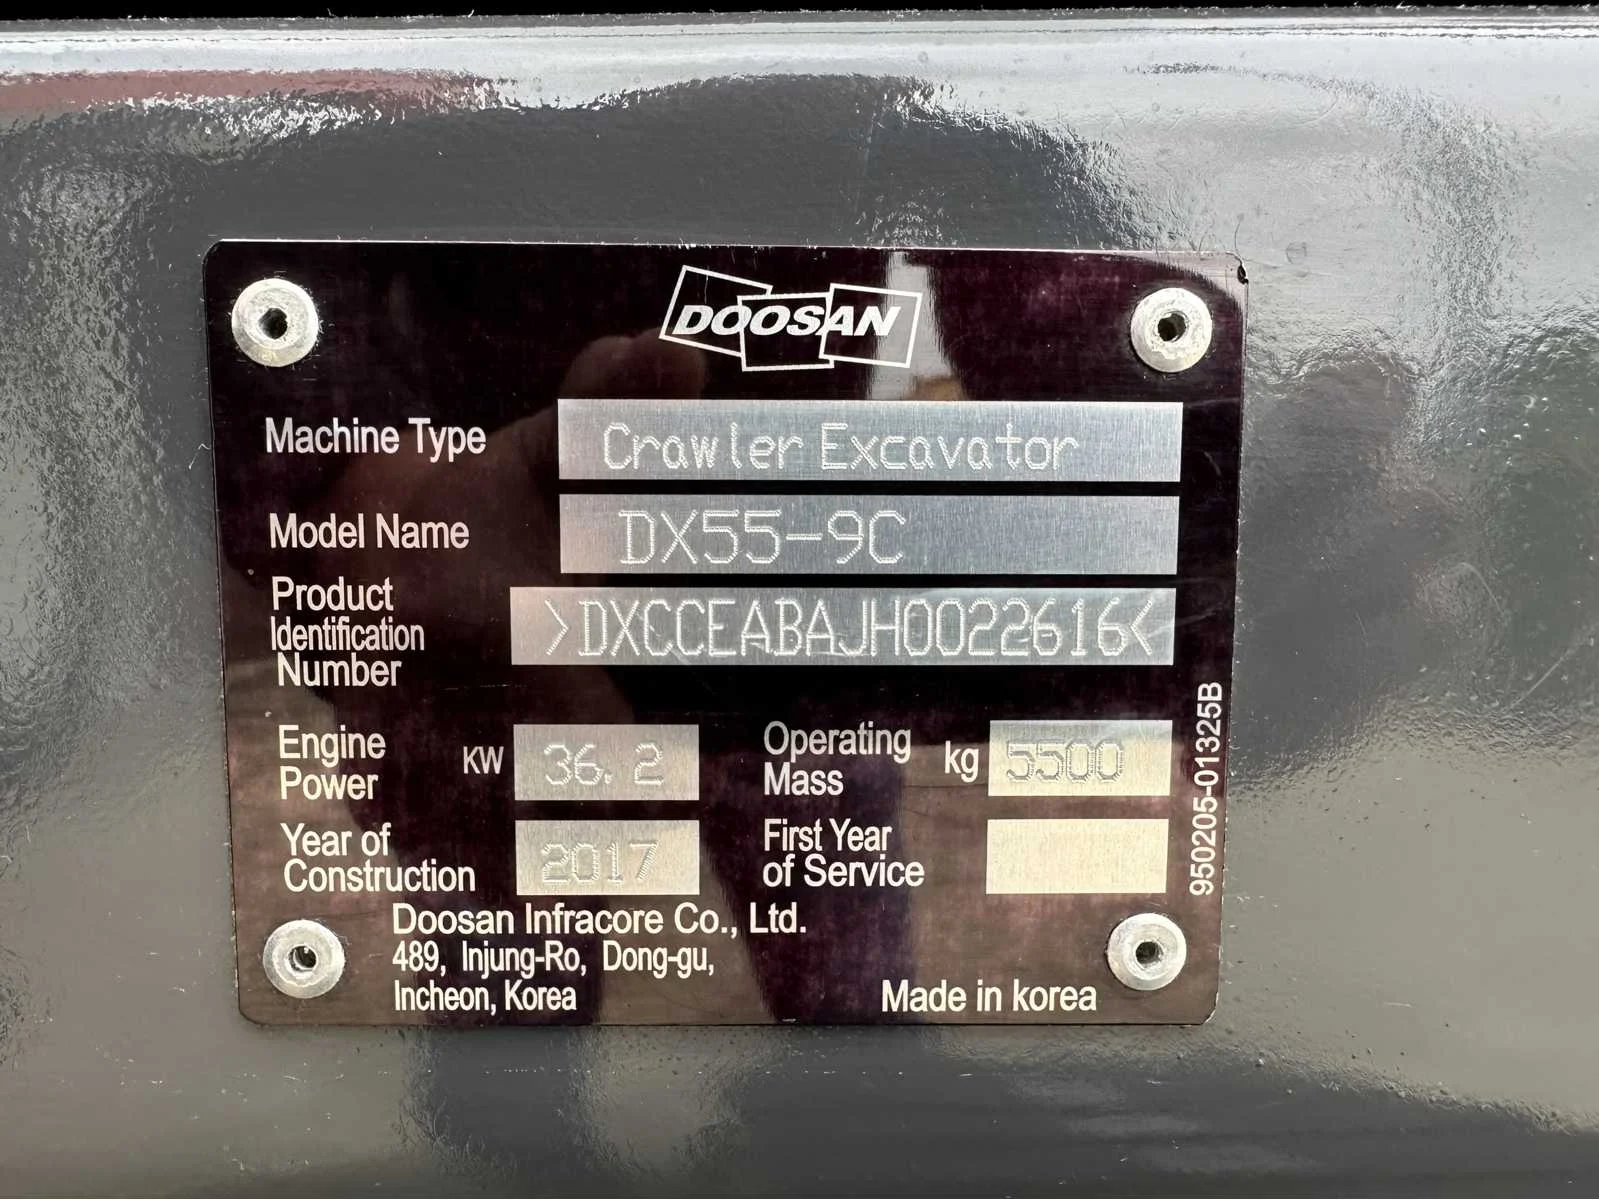 DOOSAN
Machine Type Crawler Excavator
Model Name DX55-9C
Product
Identification
Number >DXCCEABAJH0022616<
Engine
Power KW 36.2
Operating
Mass kg 5500
Year of
Construction 2017
First Year
of Service
Doosan Infracore Co., Ltd.
489, Injung-Ro, Dong-gu,
Incheon, Korea
Made in korea
950205-01325B